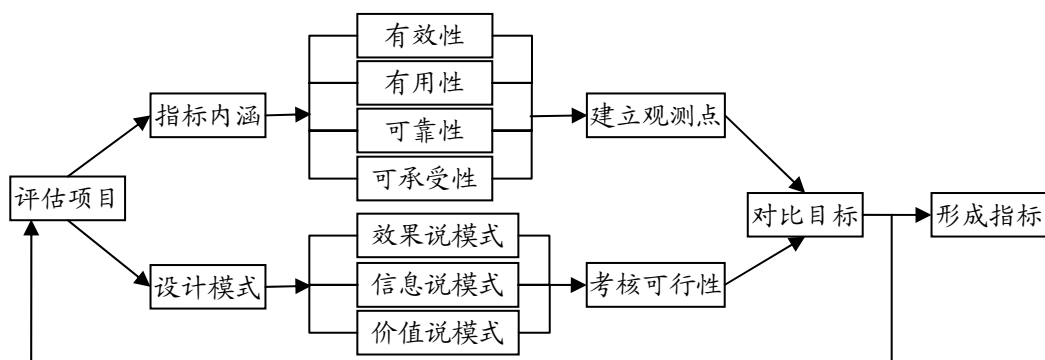 有效性
有用性
指标内涵
建立观测点
可靠性
可承受性
评估项目
对比目标
形成指标
效果说模式
设计模式
信息说模式
考核可行性
价值说模式